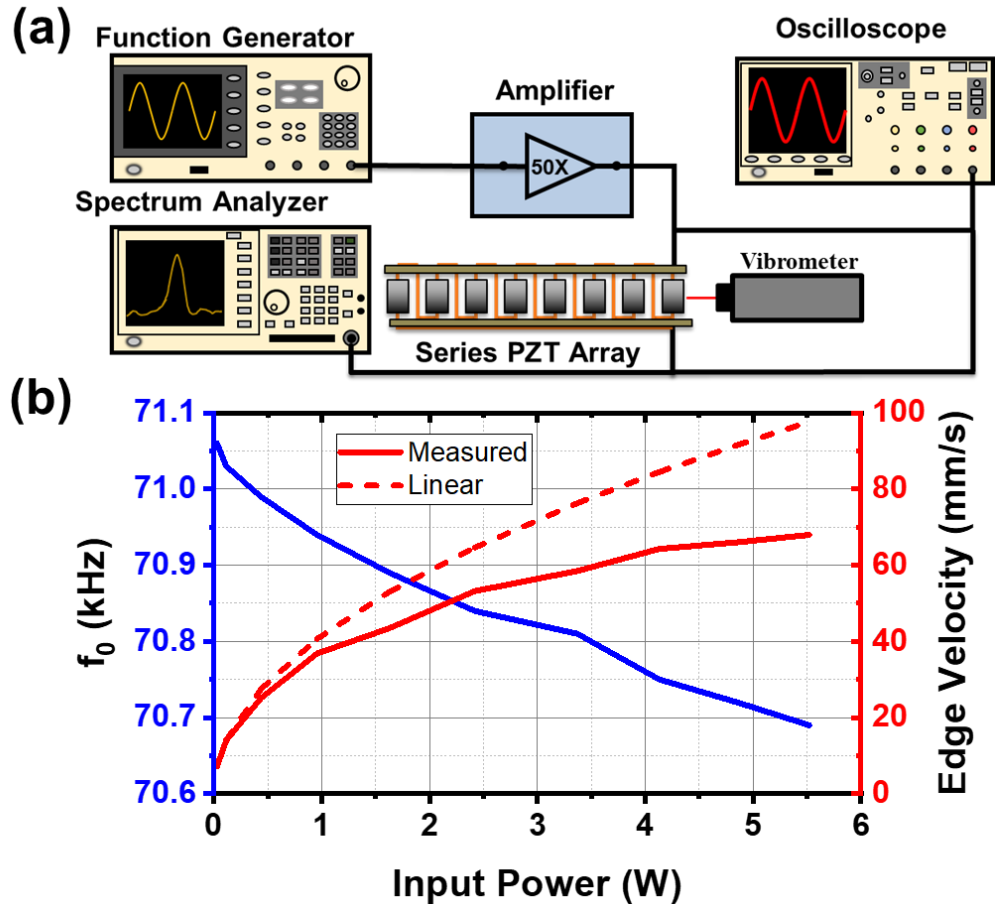 (a)
Function Generator
Oscilloscope
Amplifier
50X
Spectrum Analyzer
Vibrometer
Series PZT Array
(b)
71.1
71.0
70.9
70.8
70.7
70.6
f₀ (kHz)
Measured
Linear
100
80
60
40
20
0
Edge Velocity (mm/s)
0 1 2 3 4 5 6
Input Power (W)